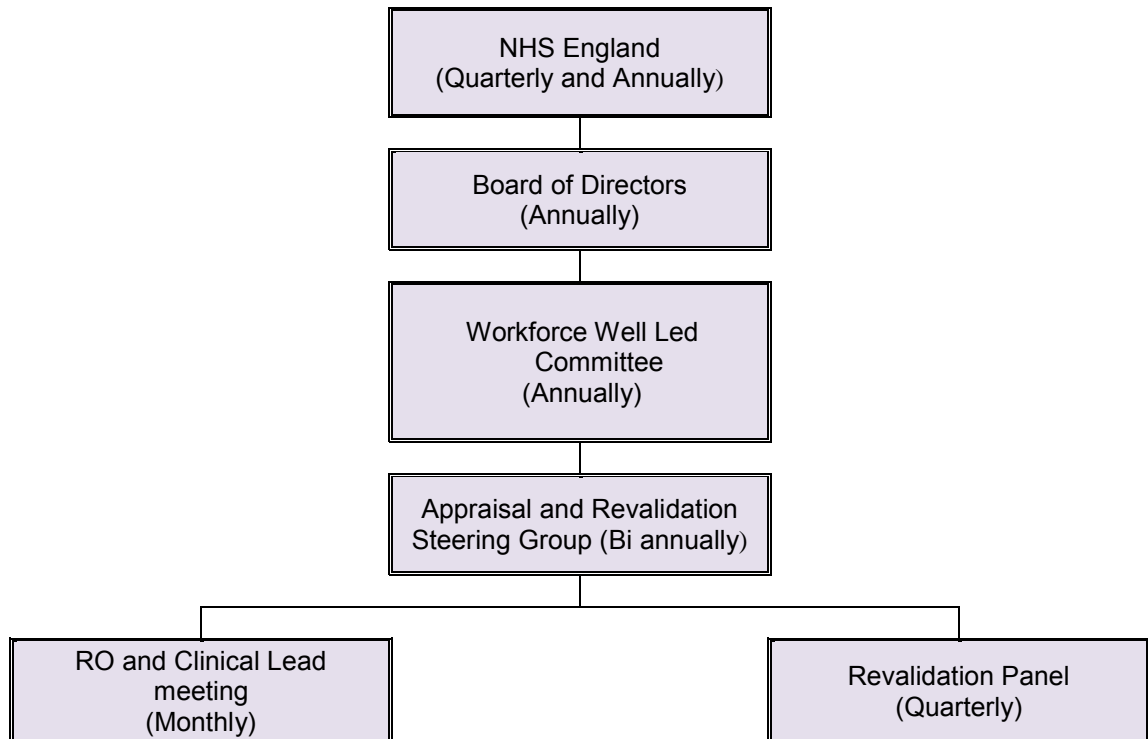 NHS England
(Quarterly and Annually)
Board of Directors
(Annually)
Workforce Well Led
Committee
(Annually)
Appraisal and Revalidation
Steering Group (Bi annually)
RO and Clinical Lead
meeting
(Monthly)
Revalidation Panel
(Quarterly)